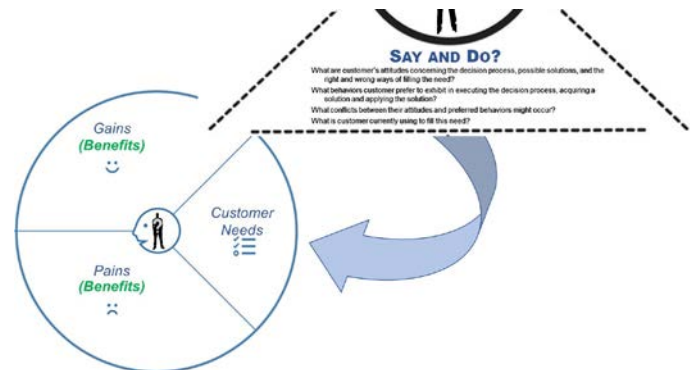 SAY AND DO?
What are customer's attitudes concerning the decision process, possible solutions, and the
right and wrong ways of filling the need?
What behaviors customer prefer to exhibit in executing the decision process, acquiring a
solution and applying the solution?
What conflicts between their attitudes and preferred behaviors might occur?
What is customer currently using to fill this need?
Gains
(Benefits)
Customer
Needs
Pains
(Benefits)